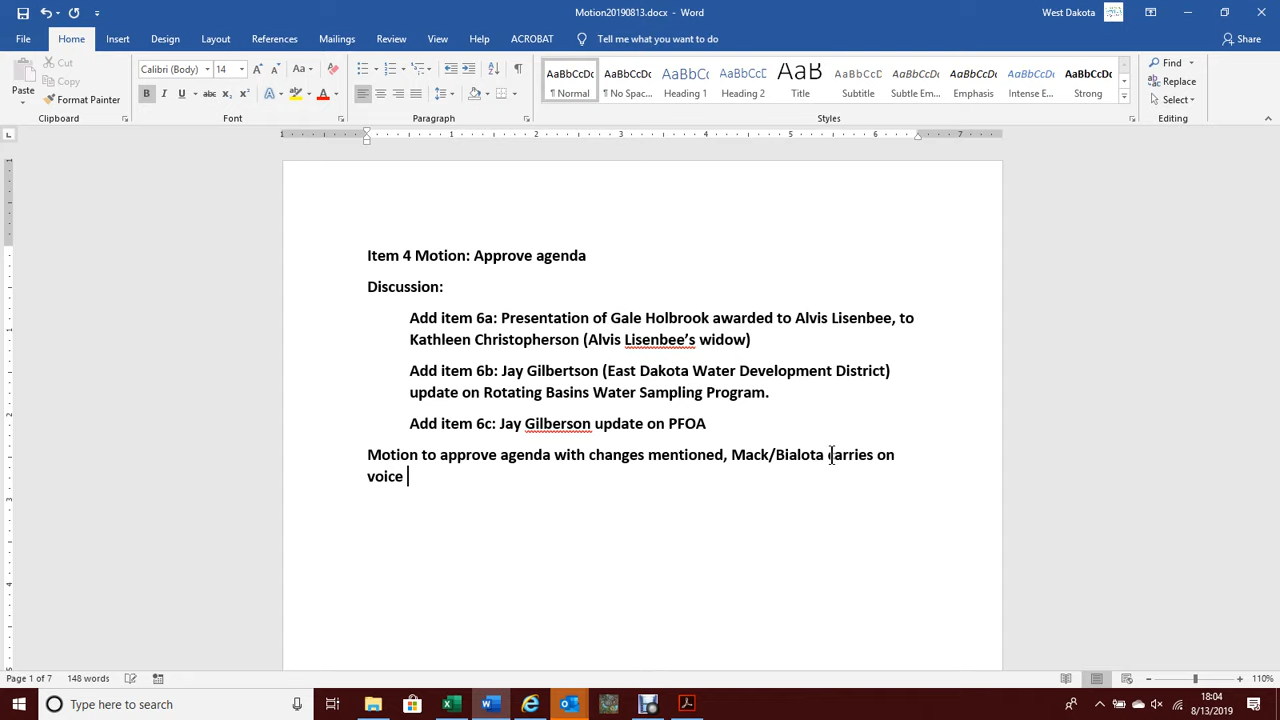 Motion20190813.docx - Word
West Dakota
File Home Insert Design Layout References Mailings Review View Help ACROBAT Tell me what you want to do Share
Paste
Cut
Copy
Format Painter
Clipboard
Calibri (Body) 14
Font
Paragraph
AaBbCcDc AaBbCcDc AaBbCc AaBbCcD AaB AaBbCcD AaBbCcDc AaBbCcDc AaBbCcDc AaBbCcDc
¶ Normal ¶ No Spac... Heading 1 Heading 2 Title Subtitle Subtle Em... Emphasis Intense E... Strong
Styles
Find
Replace
Select
Editing
Item 4 Motion: Approve agenda
Discussion:
Add item 6a: Presentation of Gale Holbrook awarded to Alvis Lisenbee, to
Kathleen Christopherson (Alvis Lisenbee’s widow)
Add item 6b: Jay Gilbertson (East Dakota Water Development District)
update on Rotating Basins Water Sampling Program.
Add item 6c: Jay Gilberson update on PFOA
Motion to approve agenda with changes mentioned, Mack/Bialota carries on
voice
Page 1 of 7 148 words 110%
Type here to search
18:04
8/13/2019